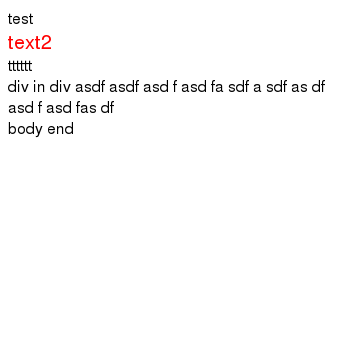 test
text2
tttttt
div in div asdf asdf asd f asd fa sdf a sdf as df
asd f asd fas df
body end